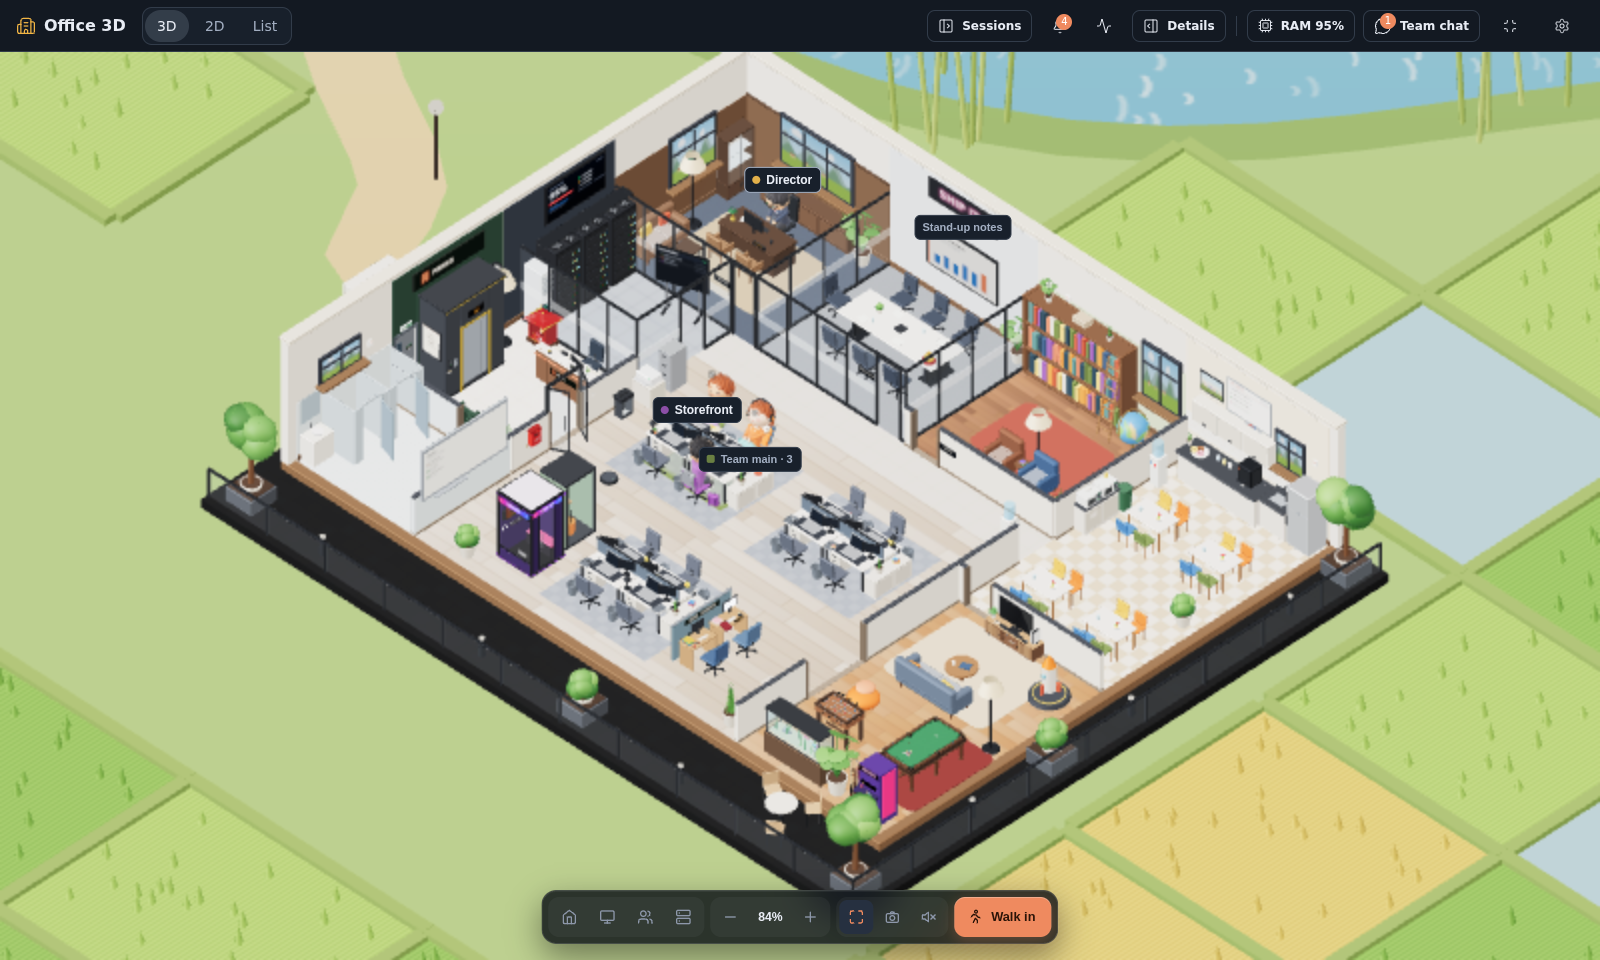 Office 3D
3D
2D
List
Sessions
4
Details
RAM 95%
1
Team chat
Director
Stand-up notes
Storefront
Team main · 3
84%
Walk in